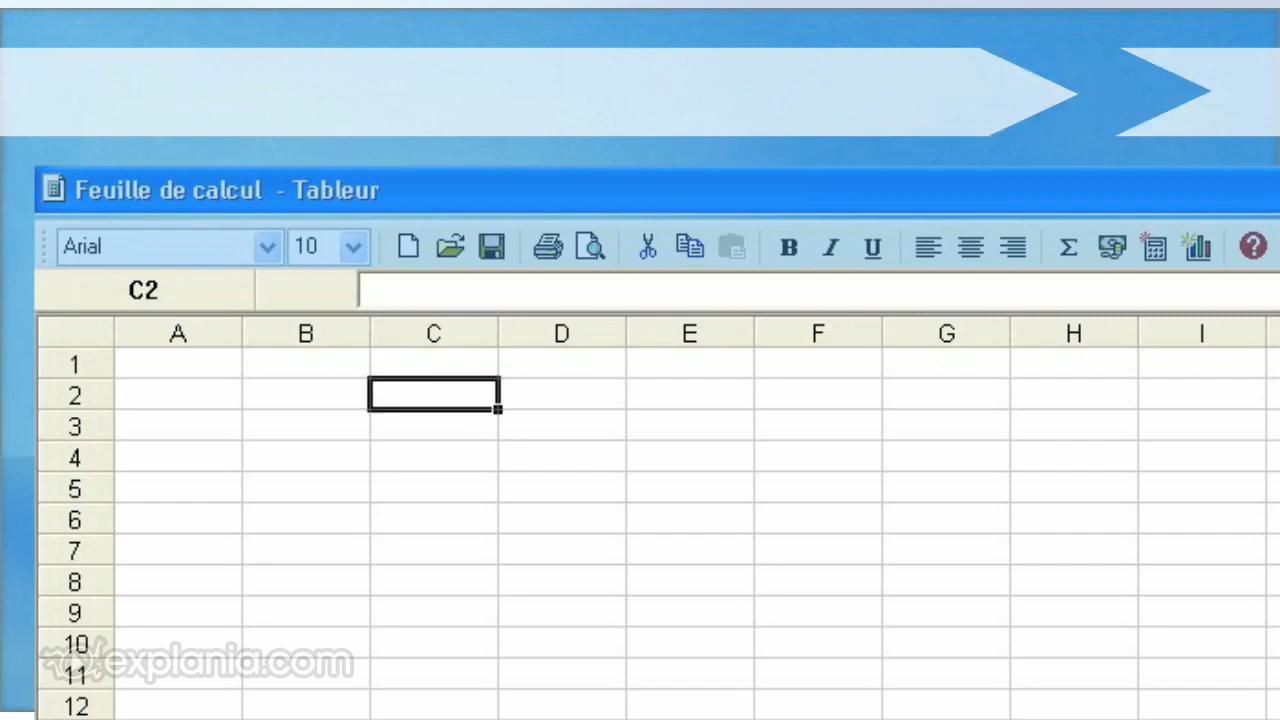 Feuille de calcul - Tableur
Arial 10 B I U Σ ?
C2
A B C D E F G H I
1
2
3
4
5
6
7
8
9
10
explania.com
11
12